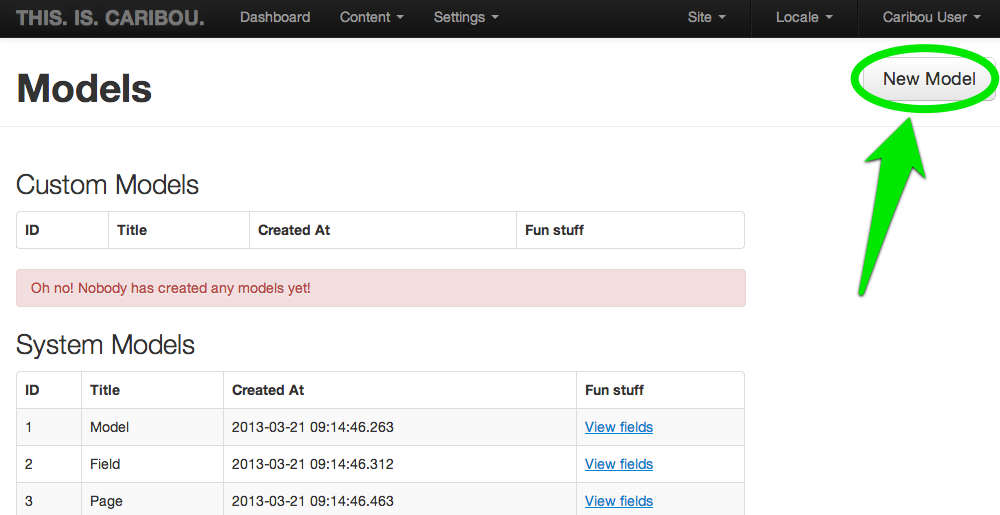 THIS. IS. CARIBOU. Dashboard Content Settings Site Locale Caribou User
Models
New Model
Custom Models
ID Title Created At Fun stuff
Oh no! Nobody has created any models yet!
System Models
ID Title Created At Fun stuff
1 Model 2013-03-21 09:14:46.263 View fields
2 Field 2013-03-21 09:14:46.312 View fields
3 Page 2013-03-21 09:14:46.463 View fields